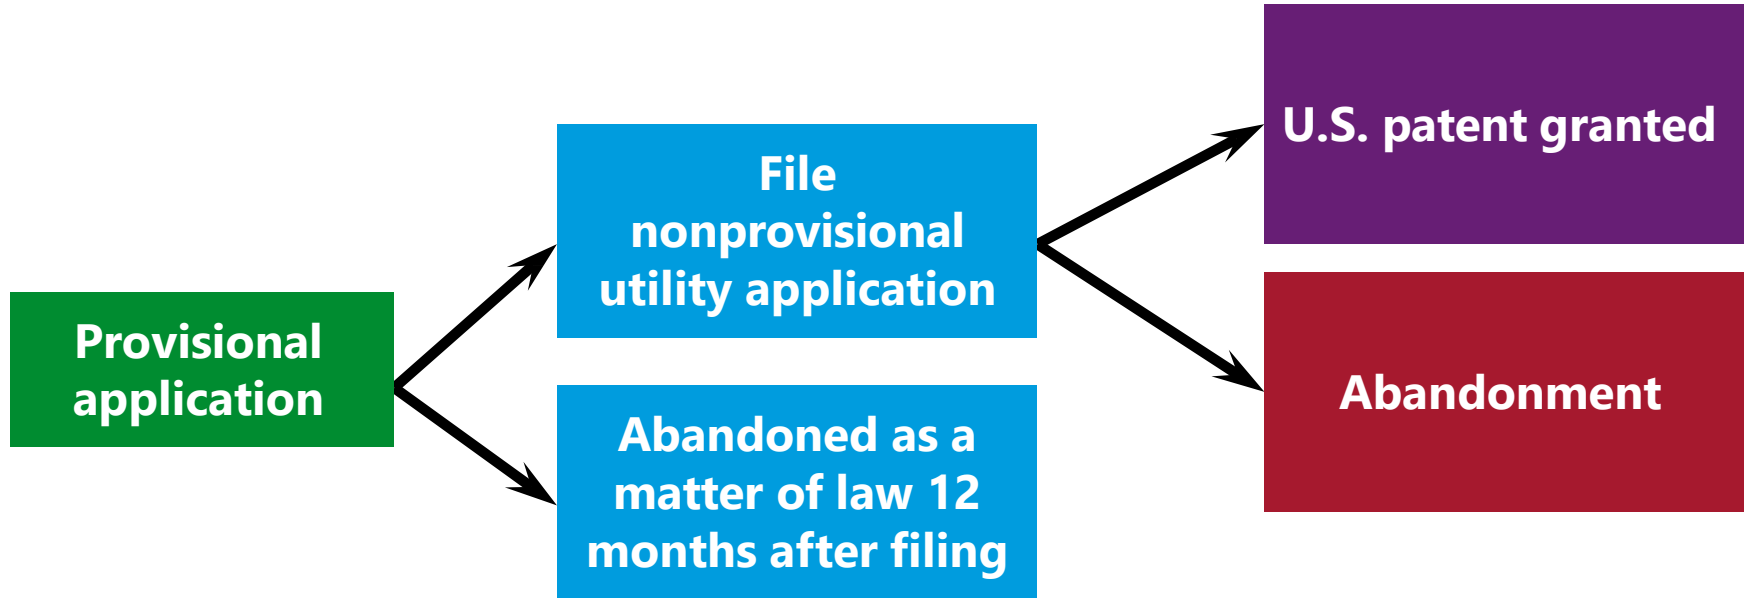 Provisional
application
File
nonprovisional
utility application
Abandoned as a
matter of law 12
months after filing
U.S. patent granted
Abandonment